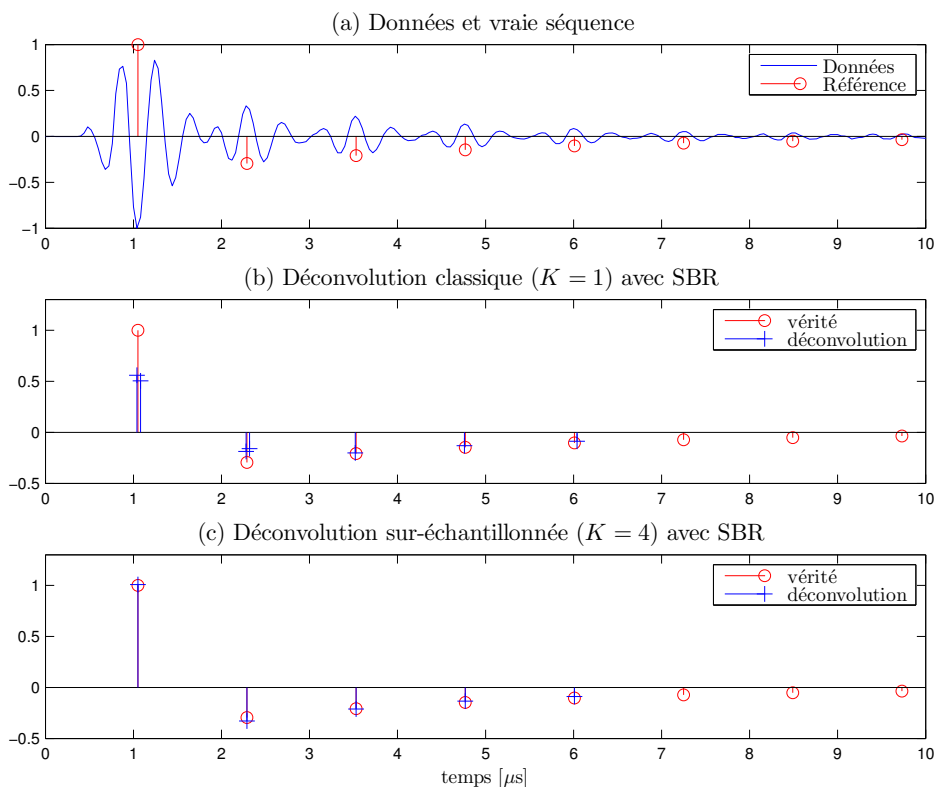 (a) Données et vraie séquence
1
0.5
0
−0.5
−1
Données
Référence
0 1 2 3 4 5 6 7 8 9 10
(b) Déconvolution classique (K = 1) avec SBR
1
0.5
0
−0.5
vérité
déconvolution
0 1 2 3 4 5 6 7 8 9 10
(c) Déconvolution sur-échantillonnée (K = 4) avec SBR
1
0.5
0
−0.5
vérité
déconvolution
0 1 2 3 4 5 6 7 8 9 10
temps [μs]